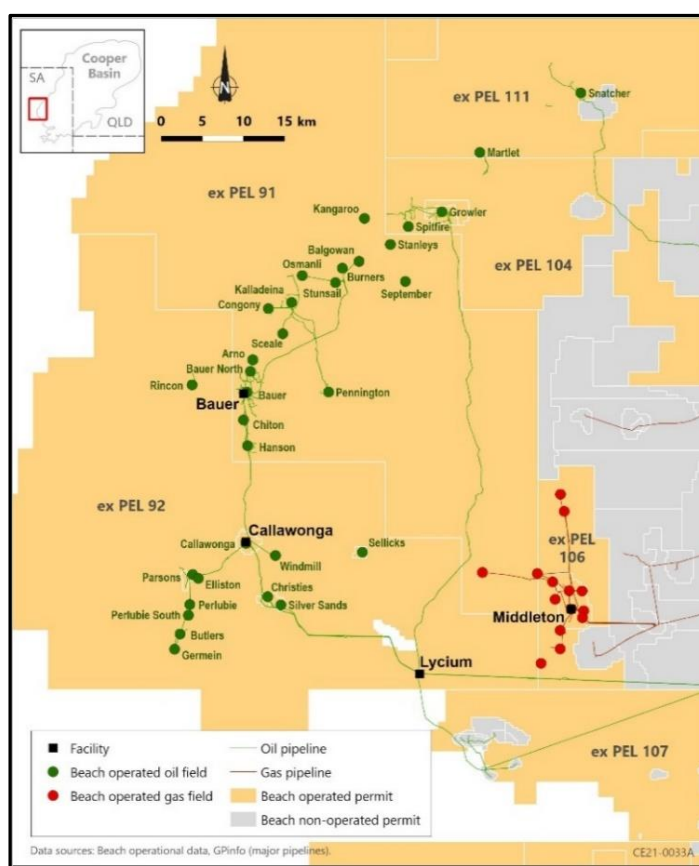 Cooper
Basin
SA
QLD
N
0 5 10 15 km
ex PEL 111
Snatcher
Martlet
ex PEL 91
Kangaroo
Growler
Spitfire
Stanleys
Balgowan
Osmanli
Burners
ex PEL 104
Kalladeina
Stunsail
September
Congony
Sceale
Arno
Bauer North
Rincon
Bauer
Pennington
Bauer
Chiton
Hanson
ex PEL 92
Callawonga
ex PEL
106
Callawonga
Sellicks
Windmill
Parsons
Elliston
Christies
Perlubie
Silver Sands
Middleton
Perlubie South
Butlers
Germein
Lycium
ex PEL 107
Facility
Beach operated oil field
Beach operated gas field
Oil pipeline
Gas pipeline
Beach operated permit
Beach non-operated permit
Data sources: Beach operational data, GPinfo (major pipelines).
CE21-0033A